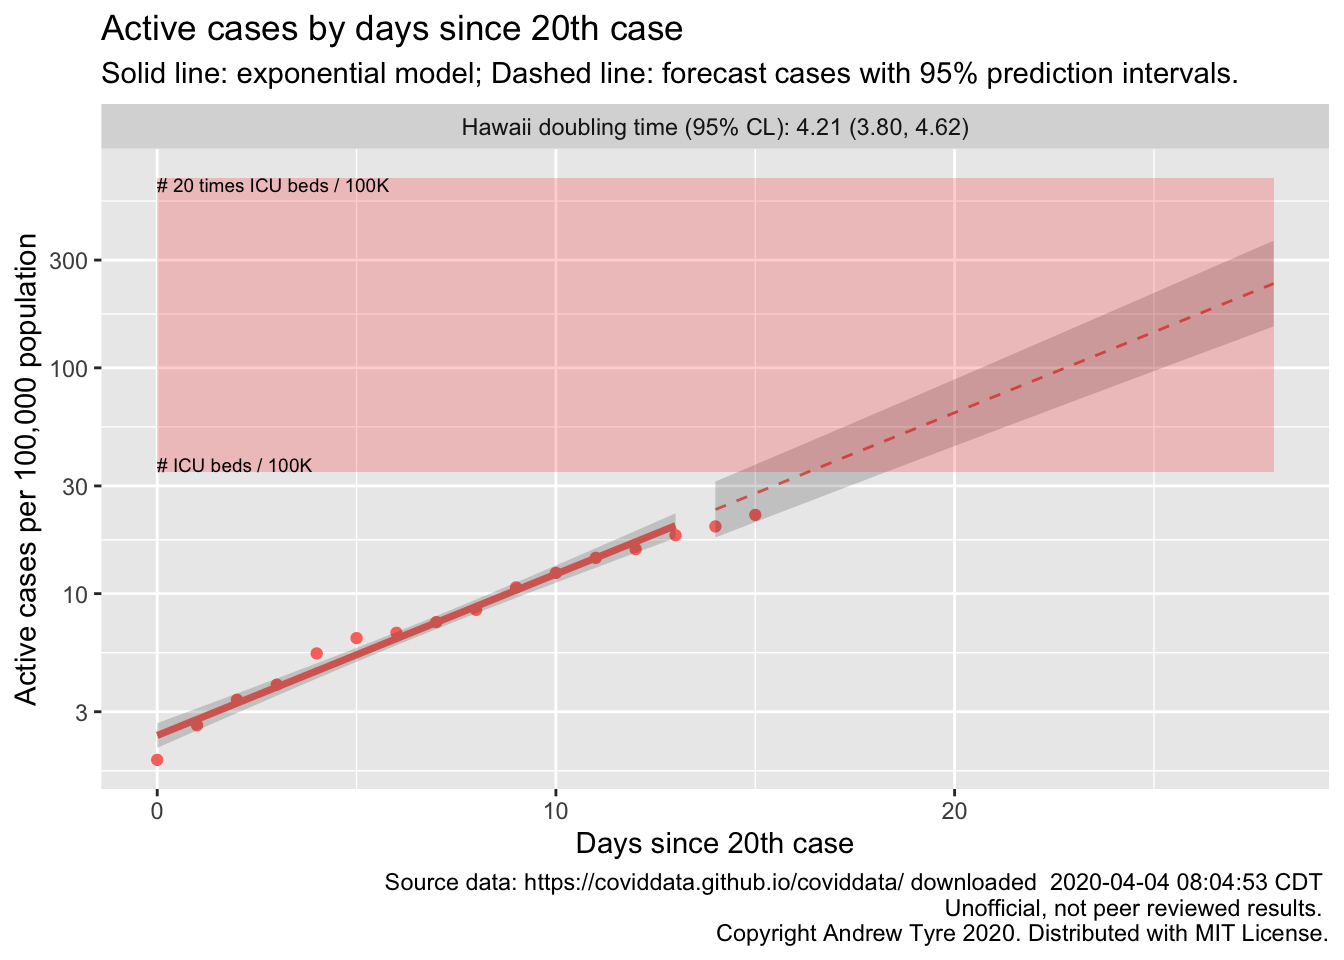 Active cases by days since 20th case
Solid line: exponential model; Dashed line: forecast cases with 95% prediction intervals.
Hawaii doubling time (95% CL): 4.21 (3.80, 4.62)
# 20 times ICU beds / 100K
# ICU beds / 100K
Active cases per 100,000 population
300
100
30
10
3
0
10
20
Days since 20th case
Source data: https://coviddata.github.io/coviddata/ downloaded  2020-04-04 08:04:53 CDT
Unofficial, not peer reviewed results.
Copyright Andrew Tyre 2020. Distributed with MIT License.